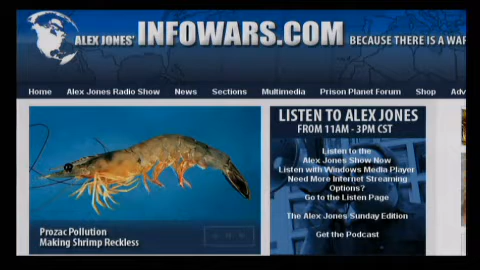 ALEX JONES' INFOWARS.COM BECAUSE THERE IS A WAR
Home Alex Jones Radio Show News Sections Multimedia Prison Planet Forum Shop Adv
LISTEN TO ALEX JONES
FROM 11AM - 3PM CST
Listen to the
Alex Jones Show Now
Listen with Windows Media Player
Need More Internet Streaming
Options?
Go to the Listen Page
The Alex Jones Sunday Edition
Get the Podcast
Prozac Pollution
Making Shrimp Reckless